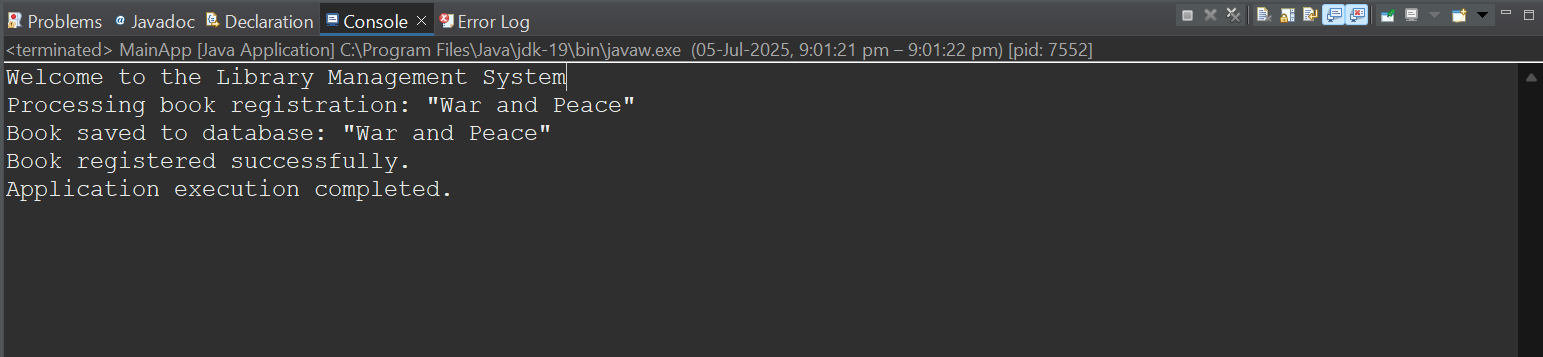 Problems @ Javadoc Declaration Console Error Log
<terminated> MainApp [Java Application] C:\Program Files\Java\jdk-19\bin\javaw.exe (05-Jul-2025, 9:01:21 pm – 9:01:22 pm) [pid: 7552]
Welcome to the Library Management System
Processing book registration: "War and Peace"
Book saved to database: "War and Peace"
Book registered successfully.
Application execution completed.